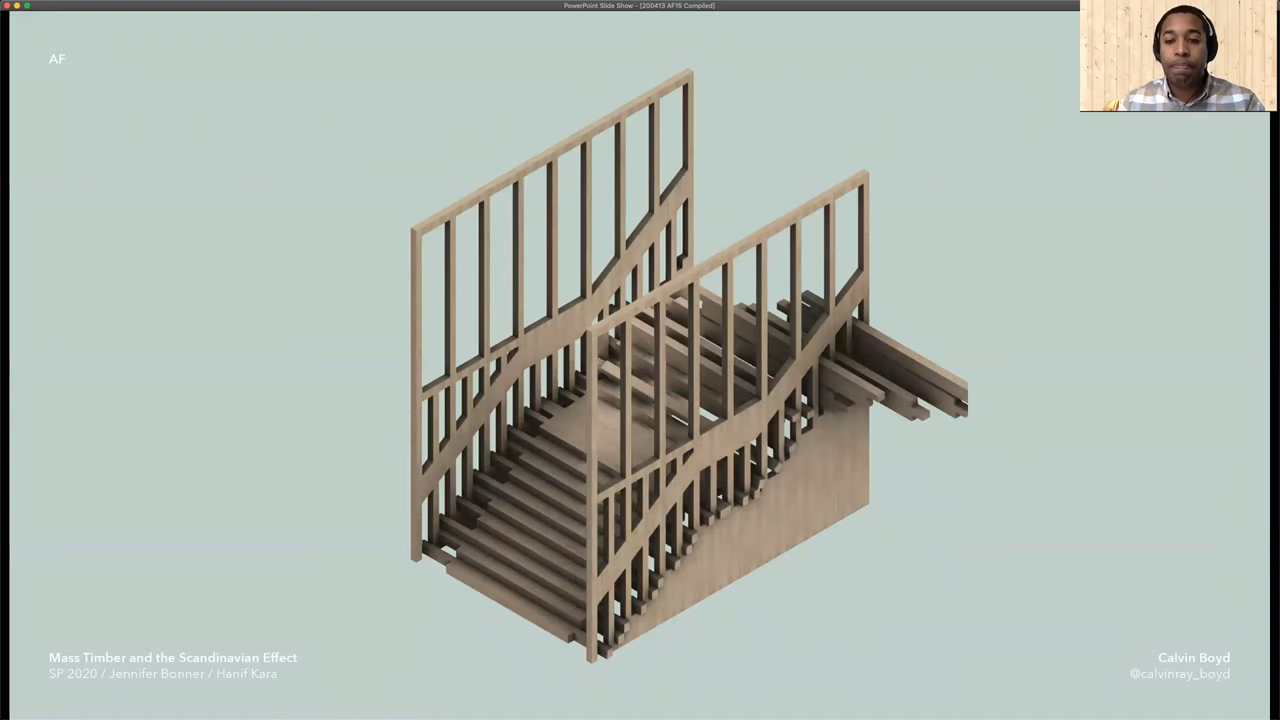 PowerPoint Slide Show - [200413 AF15 Compiled]
AF
Mass Timber and the Scandinavian Effect
SP 2020 / Jennifer Bonner / Hanif Kara
Calvin Boyd
@calvinray_boyd